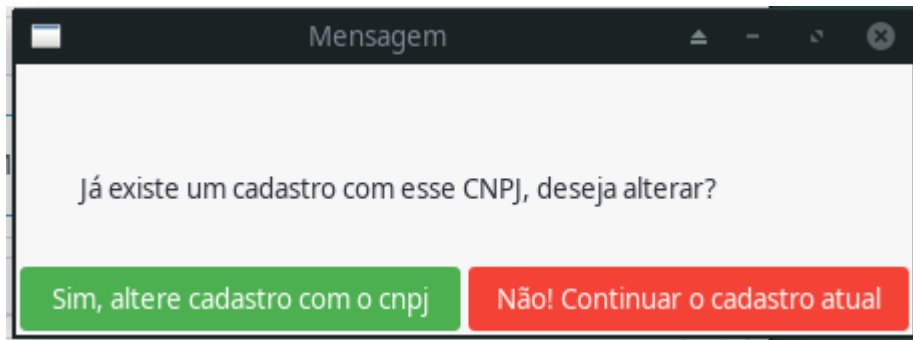 Mensagem
Já existe um cadastro com esse CNPJ, deseja alterar?
Sim, altere cadastro com o cnpj
Não! Continuar o cadastro atual